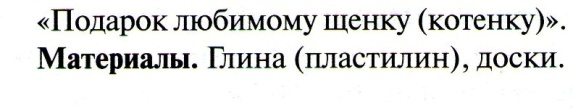 «Подарок любимому щенку (котенку)».
Материалы. Глина (пластилин), доски.